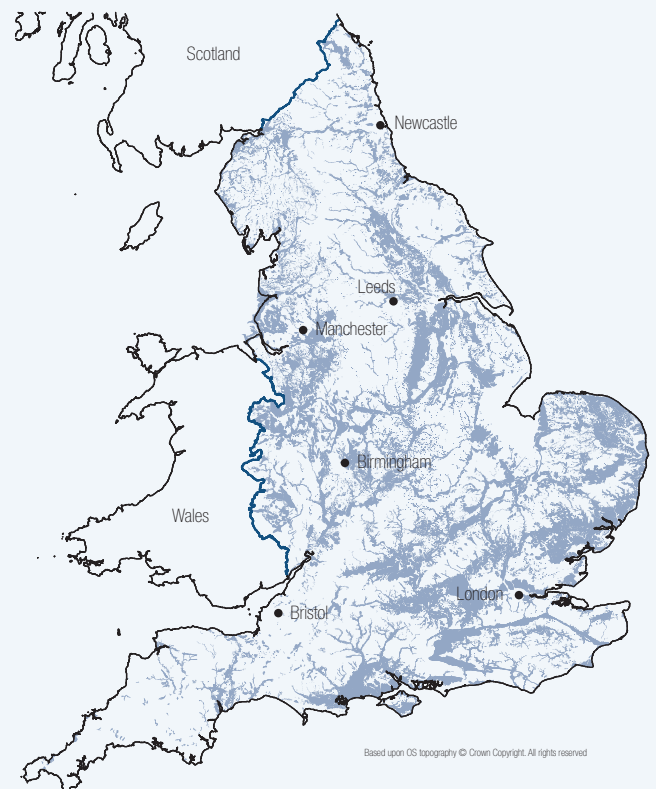 Scotland
Newcastle
Leeds
Manchester
Birmingham
Wales
London
Bristol
Based upon OS topography © Crown Copyright. All rights reserved